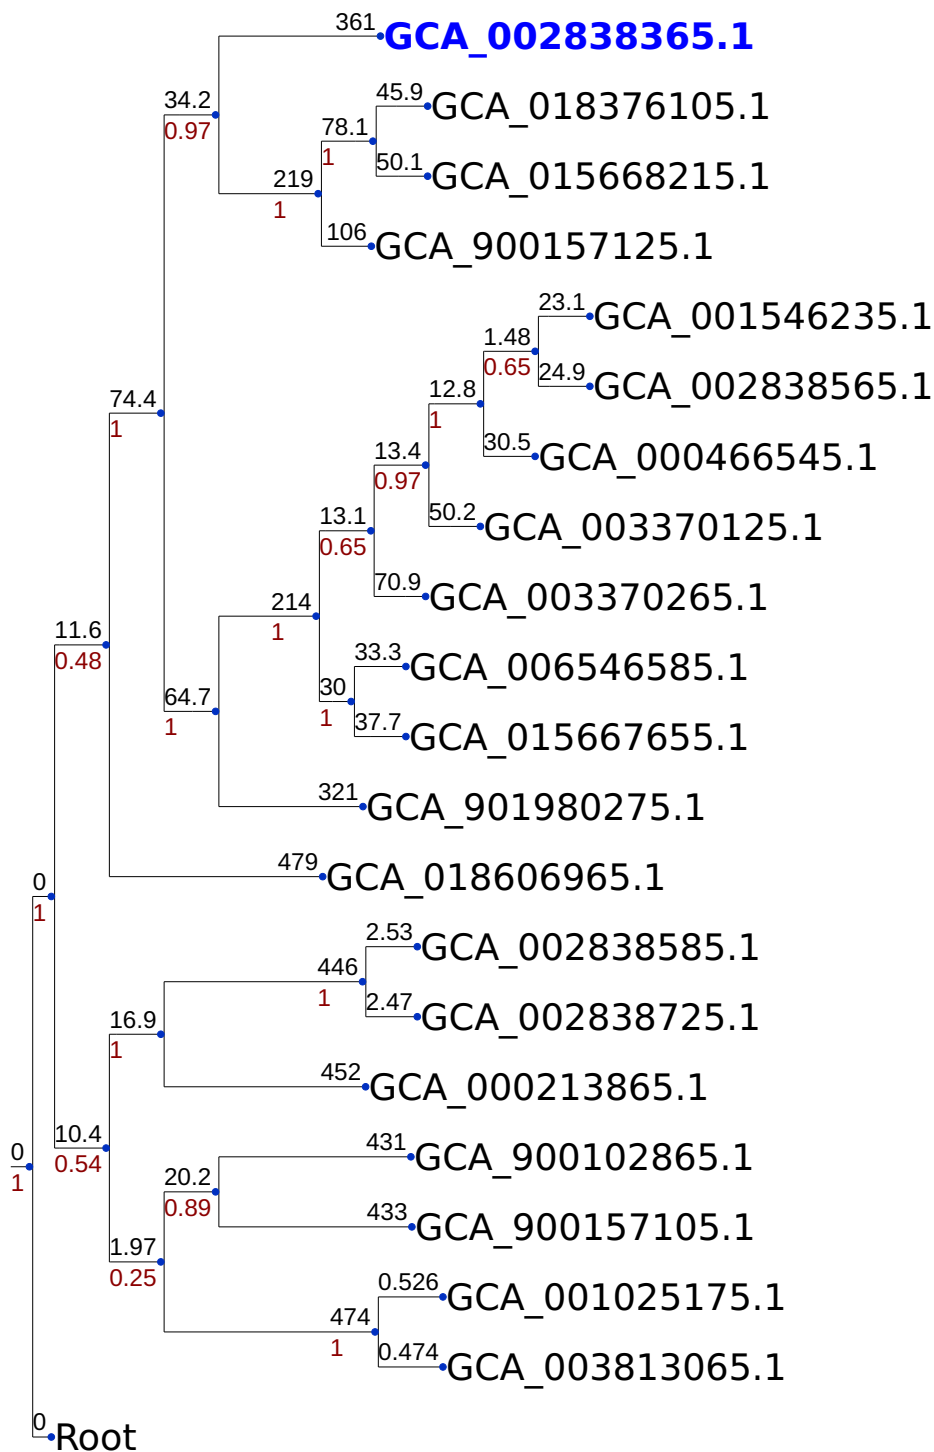 361
GCA_002838365.1
45.9
GCA_018376105.1
34.2
0.97
78.1
1
50.1
GCA_015668215.1
219
1
106
GCA_900157125.1
23.1
GCA_001546235.1
1.48
0.65
24.9
GCA_002838565.1
12.8
1
74.4
1
30.5
GCA_000466545.1
13.4
0.97
50.2
GCA_003370125.1
13.1
0.65
70.9
GCA_003370265.1
214
1
11.6
0.48
33.3
GCA_006546585.1
64.7
1
30
1
37.7
GCA_015667655.1
321
GCA_901980275.1
479
GCA_018606965.1
0
1
2.53
GCA_002838585.1
446
1
2.47
GCA_002838725.1
16.9
1
452
GCA_000213865.1
10.4
0.54
431
GCA_900102865.1
0
1
20.2
0.89
433
GCA_900157105.1
1.97
0.25
0.526
GCA_001025175.1
474
1
0.474
GCA_003813065.1
0
Root